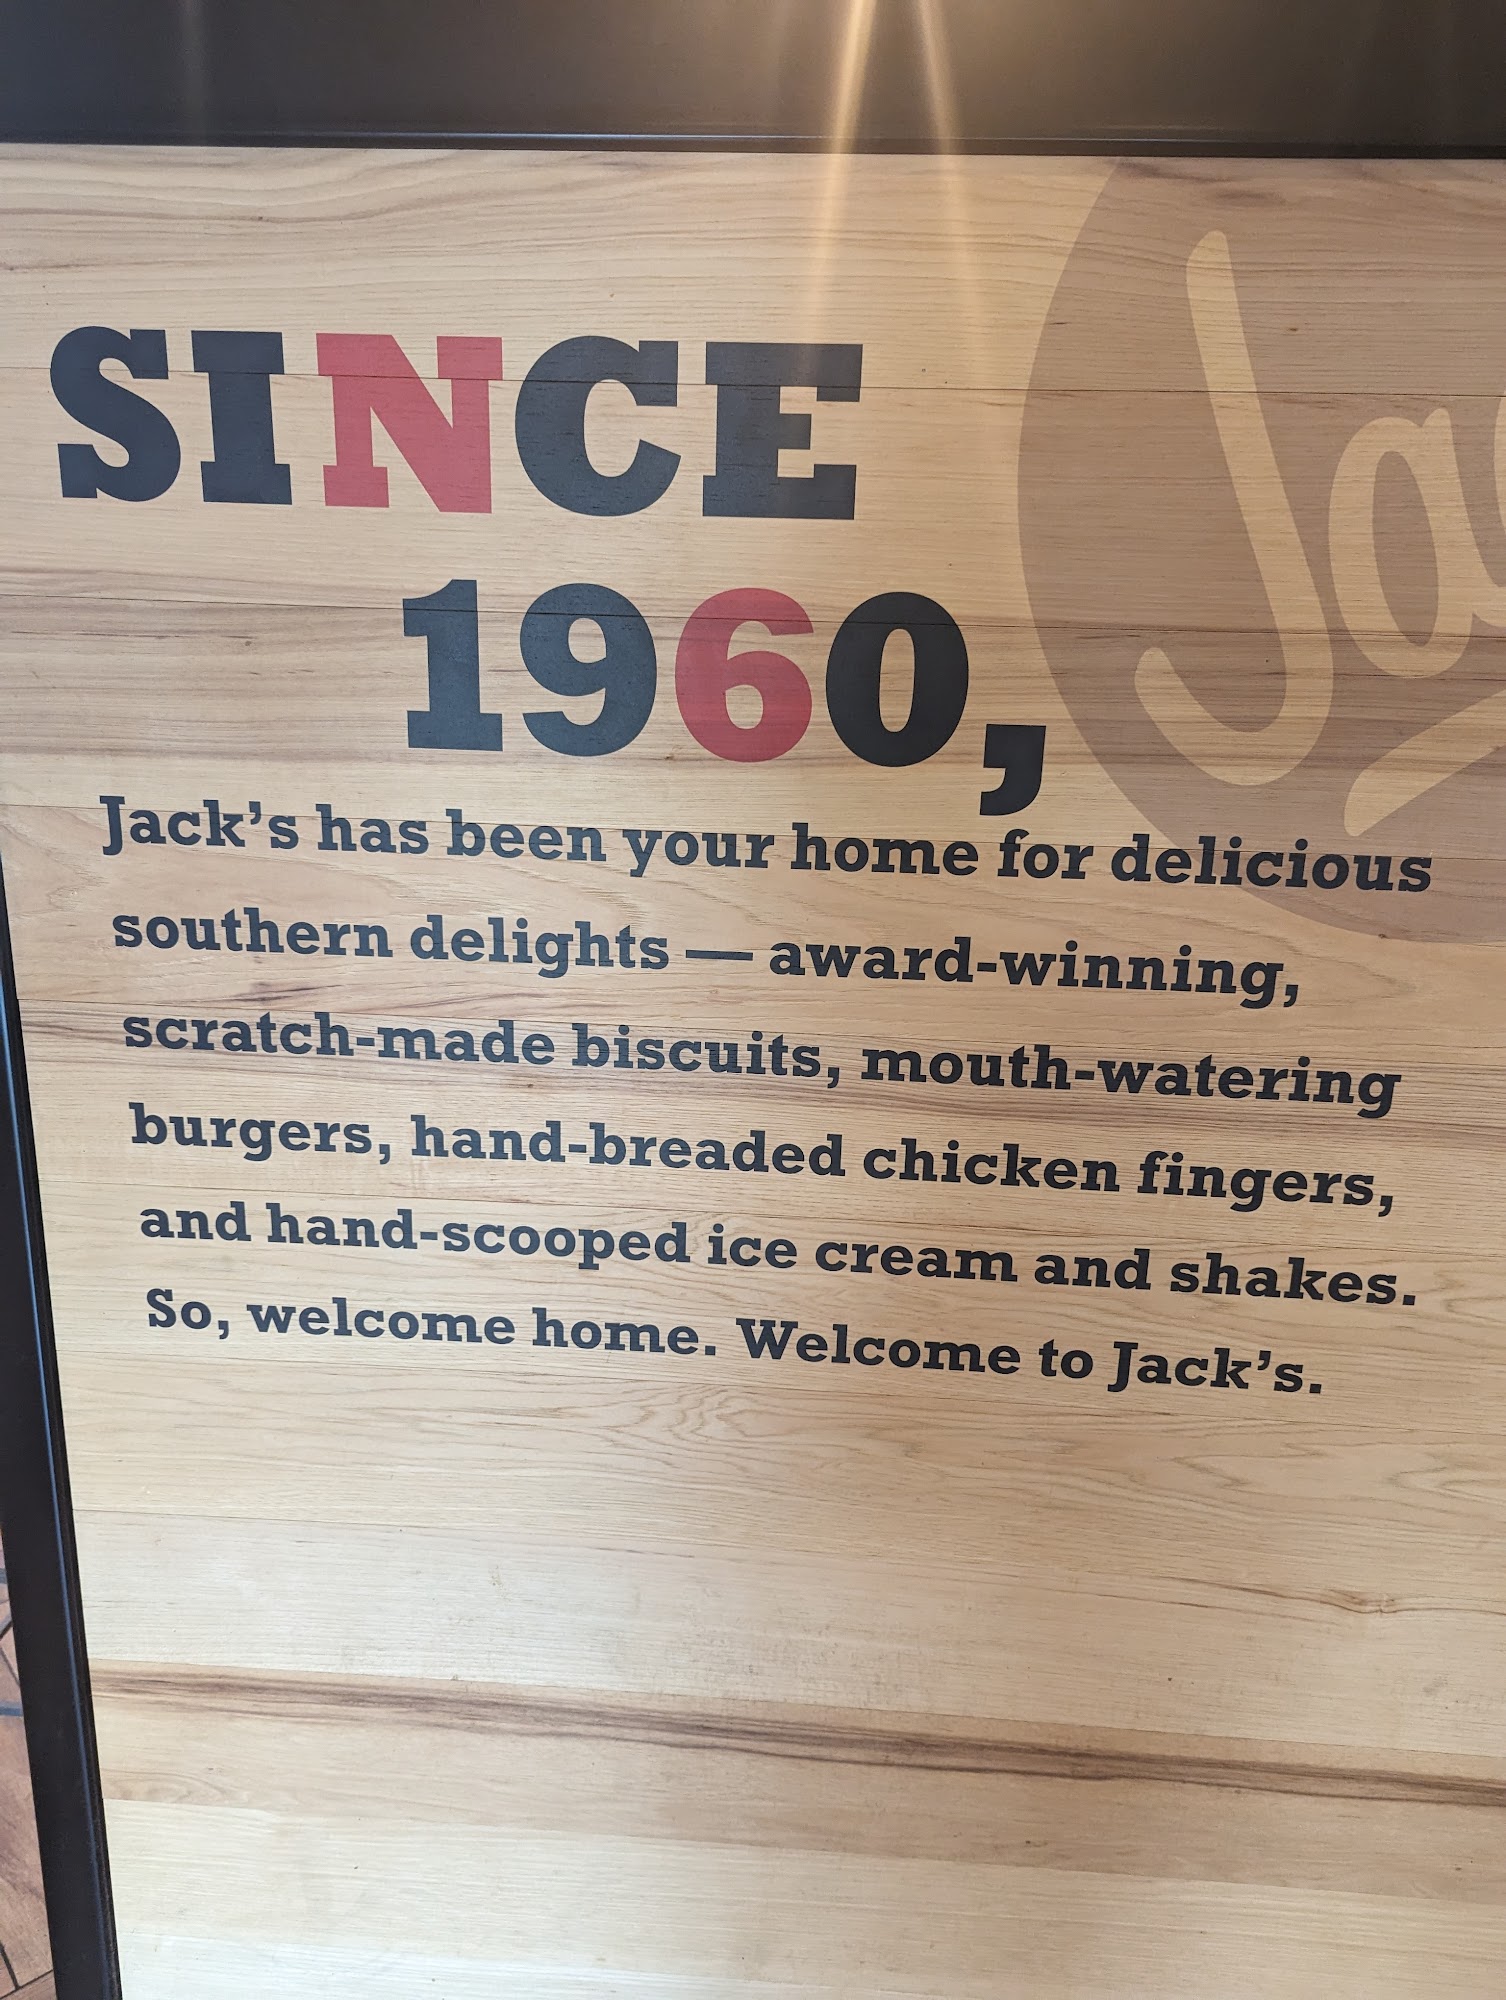 SINCE
1960,
Jack's has been your home for delicious
southern delights — award-winning,
scratch-made biscuits, mouth-watering
burgers, hand-breaded chicken fingers,
and hand-scooped ice cream and shakes.
So, welcome home. Welcome to Jack's.